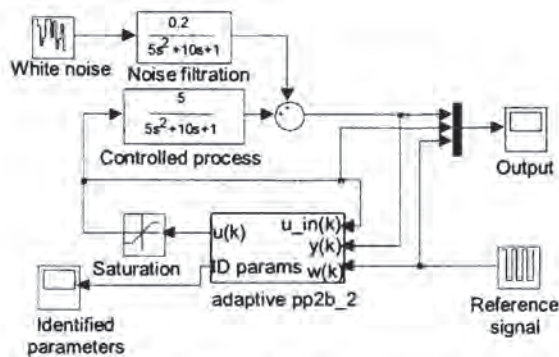 0.2
5s²+10s+1
White noise
Noise filtration
5
5s²+10s+1
Controlled process
Output
u(k)
u_in(k)
y(k)
ID params
w(k)
Saturation
adaptive pp2b_2
Identified
parameters
Reference
signal